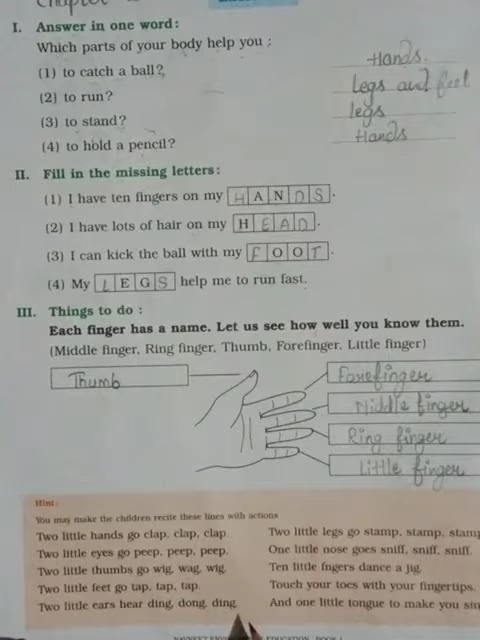 Chapter
I. Answer in one word:
Which parts of your body help you :
(1) to catch a ball? Hands.
(2) to run? Legs and feet
(3) to stand? legs
(4) to hold a pencil? Hands
II. Fill in the missing letters:
(1) I have ten fingers on my HANDS.
(2) I have lots of hair on my HEAD.
(3) I can kick the ball with my FOOT.
(4) My LEGS help me to run fast.
III. Things to do :
Each finger has a name. Let us see how well you know them.
(Middle finger, Ring finger, Thumb, Forefinger, Little finger)
Thumb
Forefinger
Middle finger
Ring finger
Little finger
Hint:
You may make the children recite these lines with actions
Two little hands go clap, clap, clap. Two little legs go stamp, stamp, stamp
Two little eyes go peep, peep, peep. One little nose goes sniff, sniff, sniff.
Two little thumbs go wig, wag, wig. Ten little fngers dance a jig.
Two little feet go tap, tap, tap. Touch your toes with your fingertips.
Two little ears hear ding, dong, ding. And one little tongue to make you sin
EDUCATION, BOOK